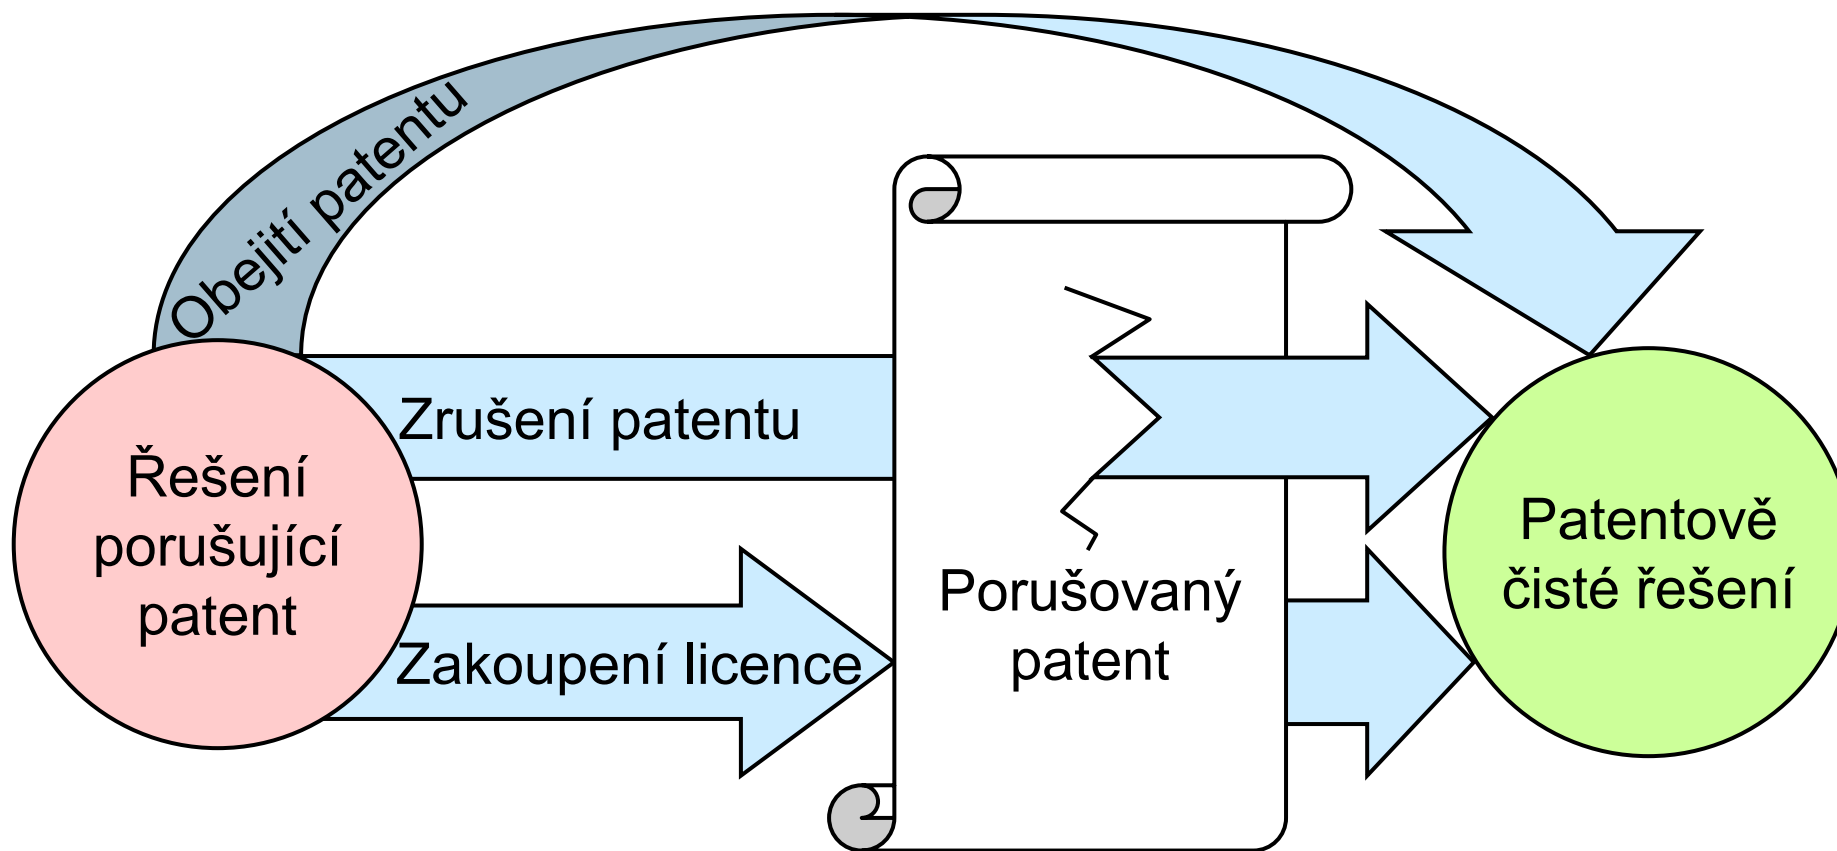 Obejití patentu
Zrušení patentu
Řešení
porušující
patent
Zakoupení licence
Porušovaný
patent
Patentově
čisté řešení